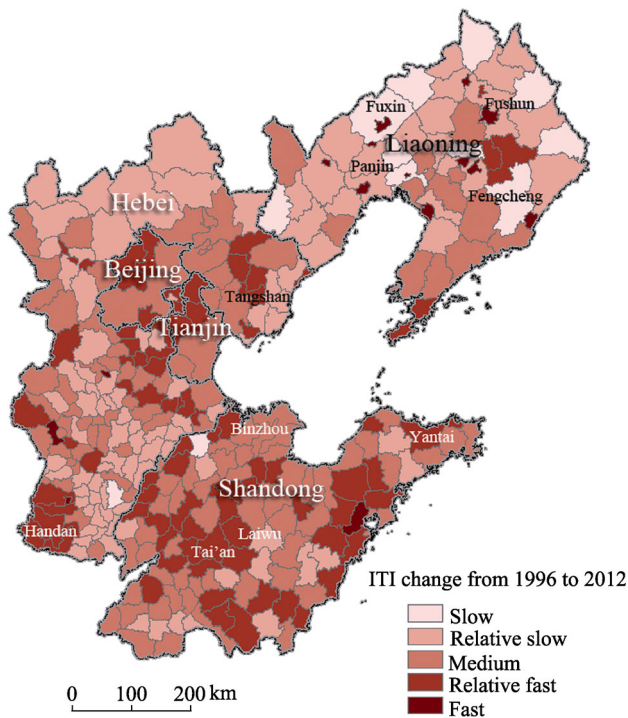 Fuxin
Fushun
Liaoning
Panjin
Fengcheng
Hebei
Beijing
Tangshan
Tianjin
Binzhou
Yantai
Shandong
Laiwu
Handan
Tai'an
ITI change from 1996 to 2012
Slow
Relative slow
Medium
Relative fast
Fast
0 100 200 km